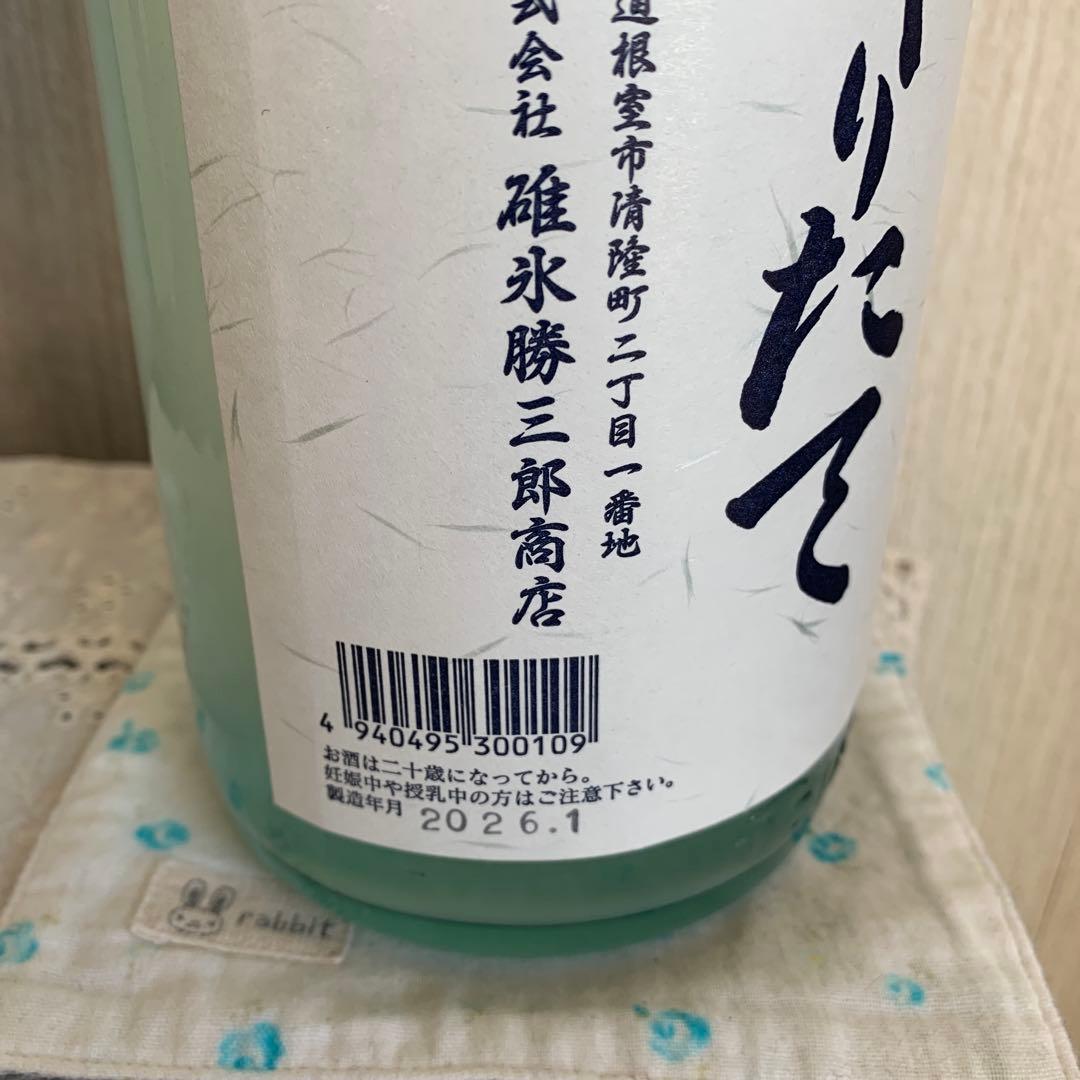 りたて
道根室市清隆町二丁目一番地
式会社 碓氷勝三郎商店
4 940495 300109
お酒は二十歳になってから。
妊娠中や授乳中の方はご注意下さい。
製造年月 2026.1
rabbit